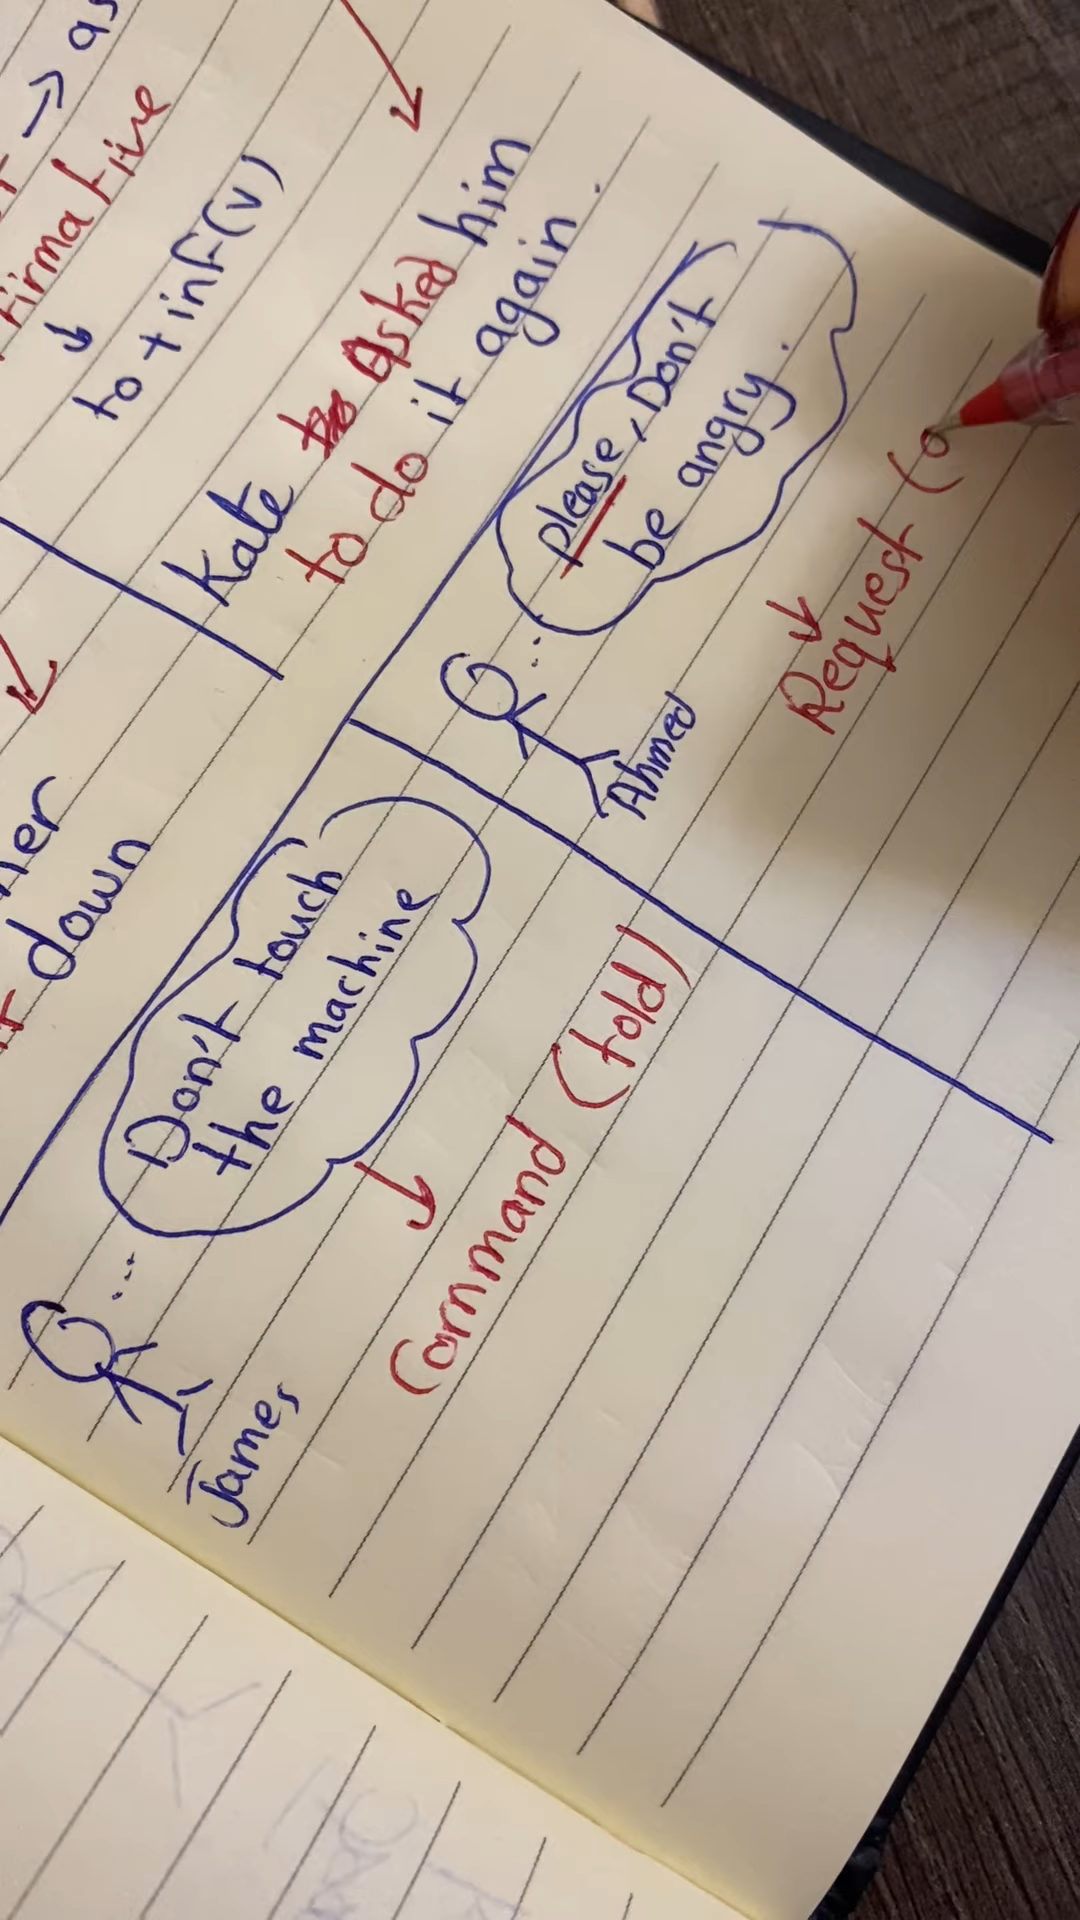 → as
firmative
↓
to + inf(v)
Kate Asked him
to do it again.
down
Don't touch
the machine
James
Command (told)
please, Don't
be angry.
Ahmed
Request (a